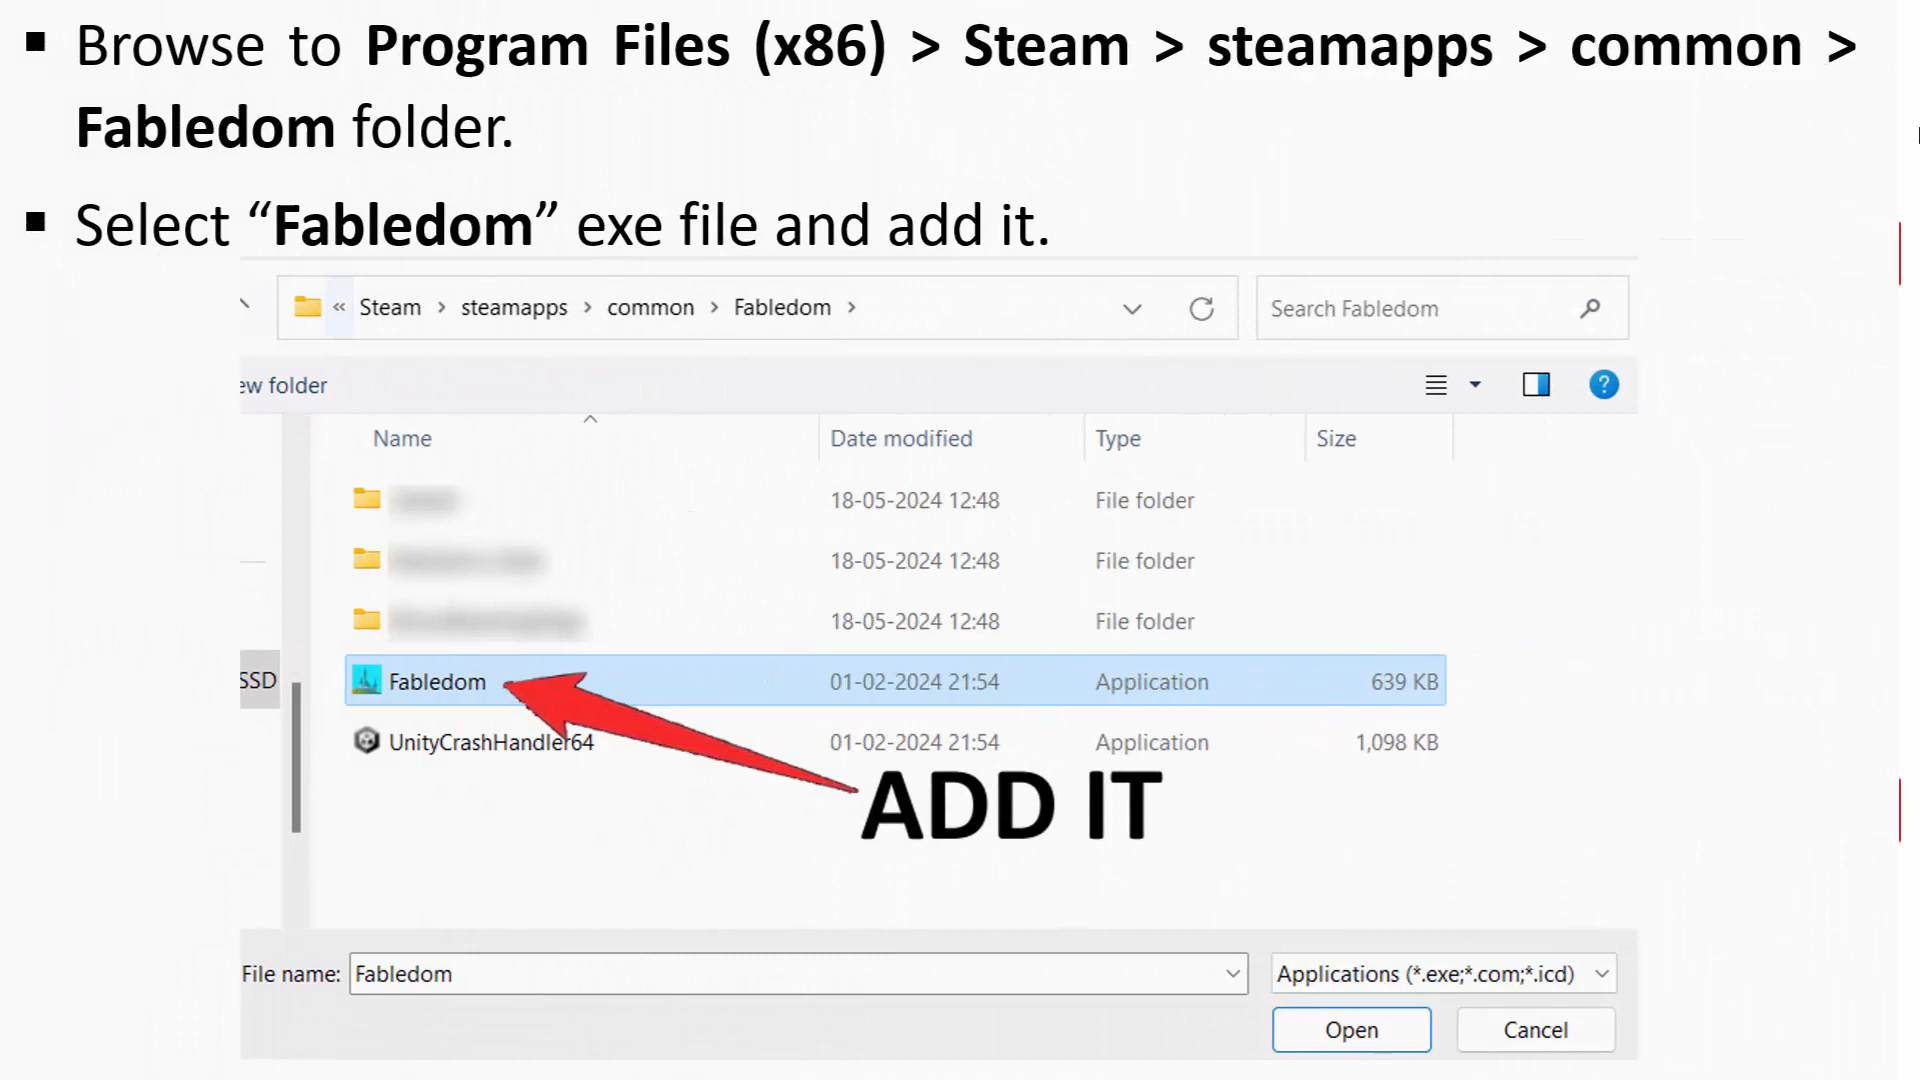 ▪ Browse to Program Files (x86) > Steam > steamapps > common >
Fabledom folder.
▪ Select “Fabledom” exe file and add it.
« Steam > steamapps > common > Fabledom >
Search Fabledom
ew folder
Name Date modified Type Size
18-05-2024 12:48 File folder
18-05-2024 12:48 File folder
18-05-2024 12:48 File folder
SSD
Fabledom 01-02-2024 21:54 Application 639 KB
UnityCrashHandler64 01-02-2024 21:54 Application 1,098 KB
ADD IT
File name: Fabledom Applications (*.exe;*.com;*.icd)
Open Cancel